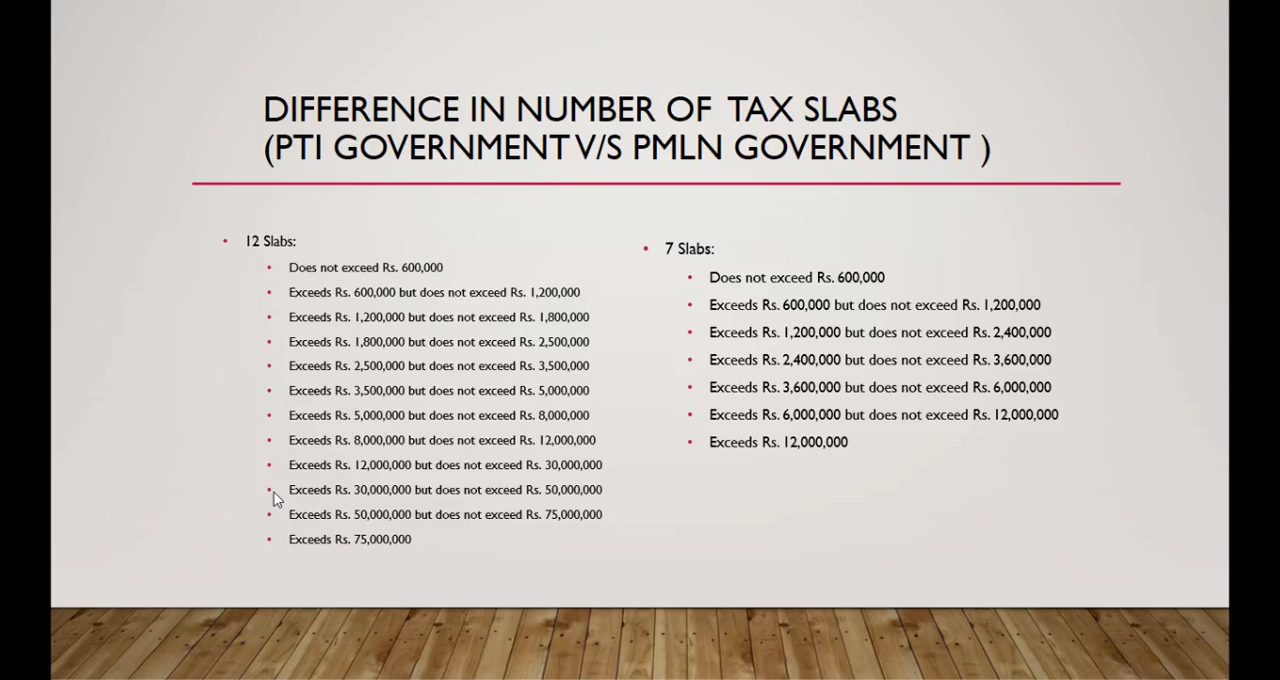 DIFFERENCE IN NUMBER OF TAX SLABS
(PTI GOVERNMENT V/S PMLN GOVERNMENT )
12 Slabs:
Does not exceed Rs. 600,000
Exceeds Rs. 600,000 but does not exceed Rs. 1,200,000
Exceeds Rs. 1,200,000 but does not exceed Rs. 1,800,000
Exceeds Rs. 1,800,000 but does not exceed Rs. 2,500,000
Exceeds Rs. 2,500,000 but does not exceed Rs. 3,500,000
Exceeds Rs. 3,500,000 but does not exceed Rs. 5,000,000
Exceeds Rs. 5,000,000 but does not exceed Rs. 8,000,000
Exceeds Rs. 8,000,000 but does not exceed Rs. 12,000,000
Exceeds Rs. 12,000,000 but does not exceed Rs. 30,000,000
Exceeds Rs. 30,000,000 but does not exceed Rs. 50,000,000
Exceeds Rs. 50,000,000 but does not exceed Rs. 75,000,000
Exceeds Rs. 75,000,000
7 Slabs:
Does not exceed Rs. 600,000
Exceeds Rs. 600,000 but does not exceed Rs. 1,200,000
Exceeds Rs. 1,200,000 but does not exceed Rs. 2,400,000
Exceeds Rs. 2,400,000 but does not exceed Rs. 3,600,000
Exceeds Rs. 3,600,000 but does not exceed Rs. 6,000,000
Exceeds Rs. 6,000,000 but does not exceed Rs. 12,000,000
Exceeds Rs. 12,000,000